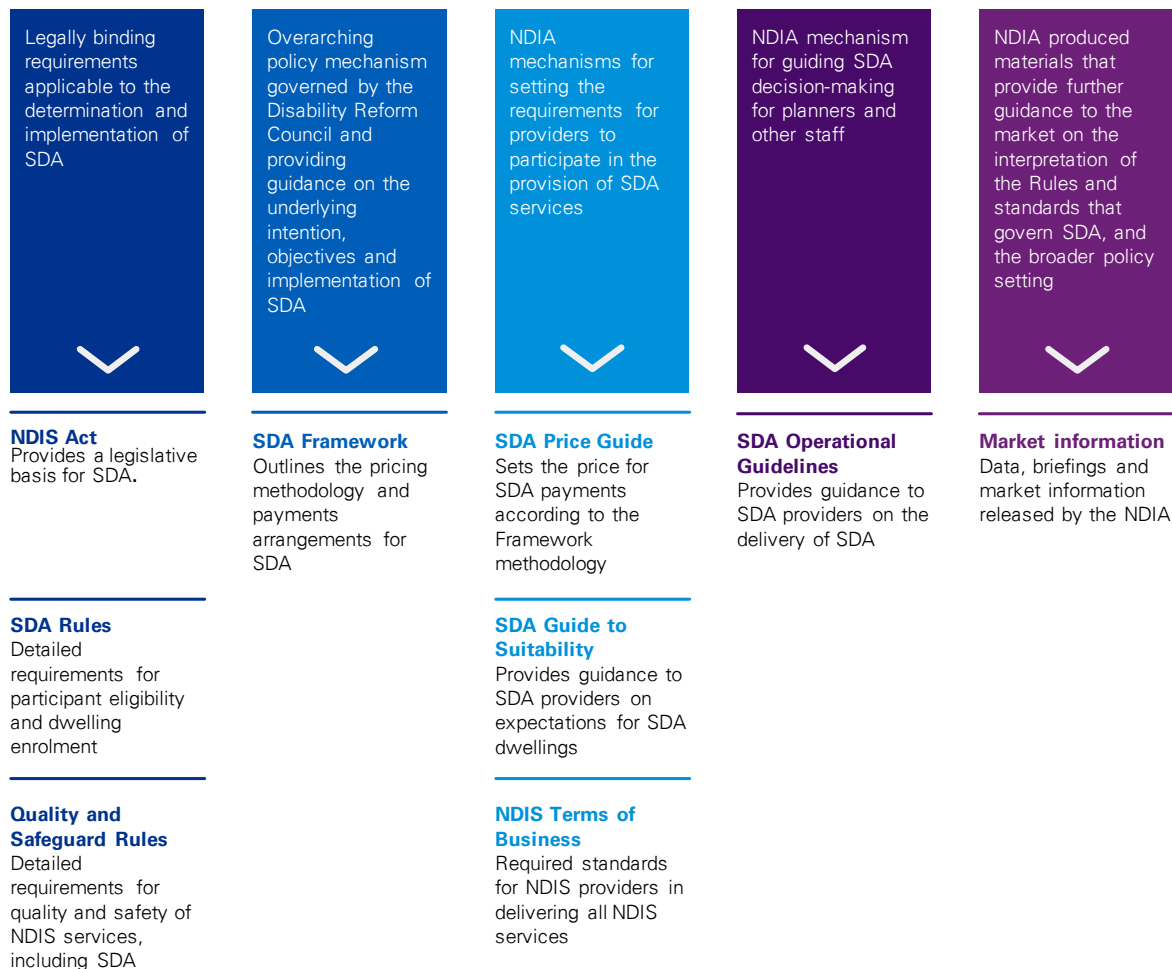 Legally binding
requirements
applicable to the
determination and
implementation of
SDA
Overarching
policy mechanism
governed by the
Disability Reform
Council and
providing
guidance on the
underlying
intention,
objectives and
implementation of
SDA
NDIA
mechanisms for
setting the
requirements for
providers to
participate in the
provision of SDA
services
NDIA mechanism
for guiding SDA
decision-making
for planners and
other staff
NDIA produced
materials that
provide further
guidance to the
market on the
interpretation of
the Rules and
standards that
govern SDA, and
the broader policy
setting
NDIS Act
Provides a legislative
basis for SDA.
SDA Rules
Detailed
requirements for
participant eligibility
and dwelling
enrolment
Quality and
Safeguard Rules
Detailed
requirements for
quality and safety of
NDIS services,
including SDA
SDA Framework
Outlines the pricing
methodology and
payments
arrangements for
SDA
SDA Price Guide
Sets the price for
SDA payments
according to the
Framework
methodology
SDA Guide to
Suitability
Provides guidance to
SDA providers on
expectations for SDA
dwellings
NDIS Terms of
Business
Required standards
for NDIS providers in
delivering all NDIS
services
SDA Operational
Guidelines
Provides guidance to
SDA providers on the
delivery of SDA
Market information
Data, briefings and
market information
released by the NDIA